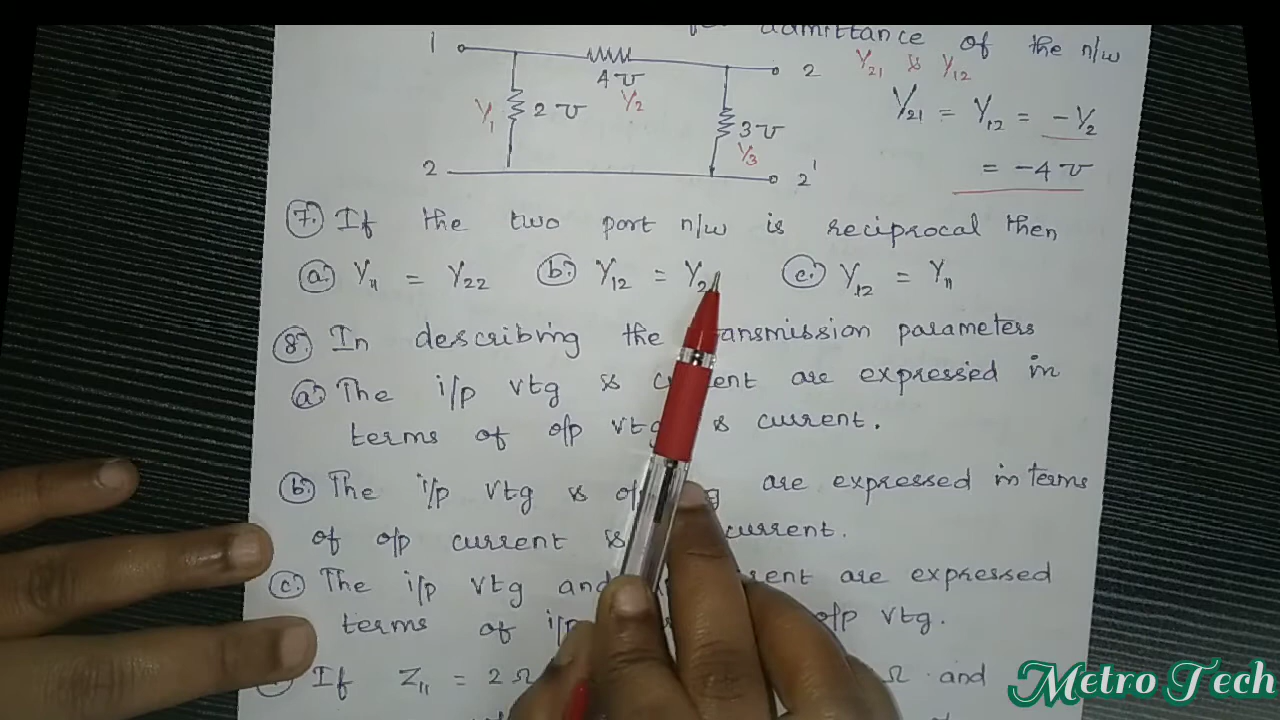 admittance of the n/w
1
4 ℧
Y2
2
Y21 & Y12
Y1
2 ℧
3 ℧
Y3
Y21 = Y12 = -Y2
= -4 ℧
2
2'
7. If the two port n/w is reciprocal then
a. Y11 = Y22 b. Y12 = Y2 c. Y12 = Y11
8. In describing the transmission parameters
a. The i/p vtg & current are expressed in
terms of o/p vtg & current.
b. The i/p vtg & o/p are expressed in terms
of o/p current & current.
c. The i/p vtg and are expressed
terms of i/p o/p vtg.
If Z11 = 2 Ω Ω and
Metro Tech